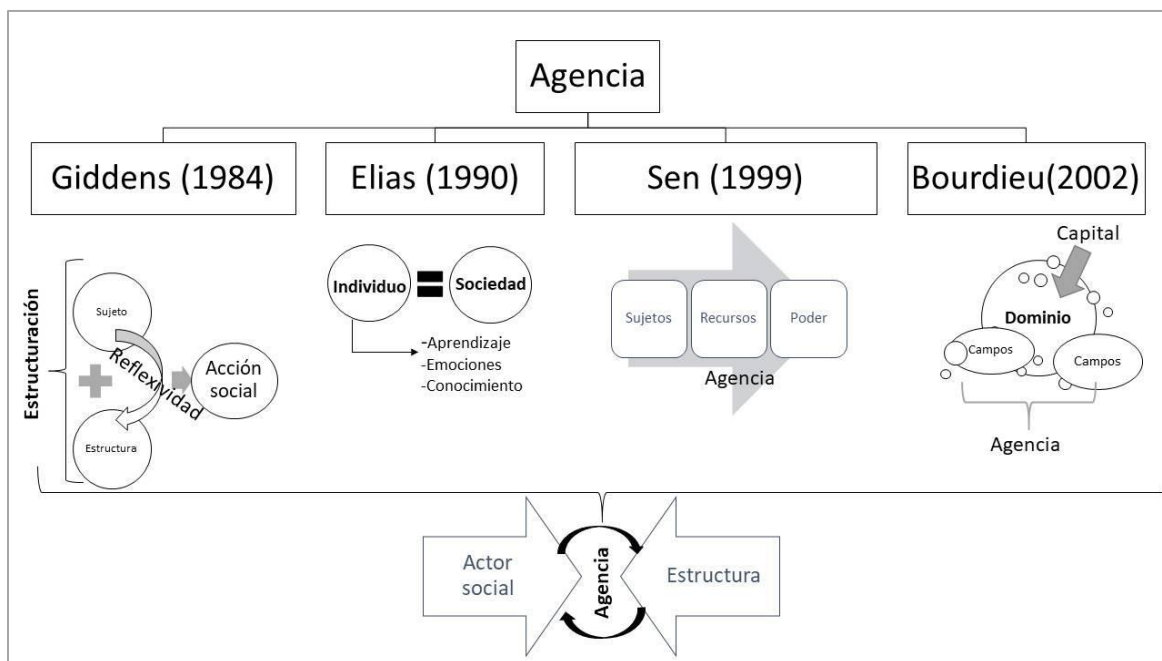 Agencia
Giddens (1984)
Elias (1990)
Sen (1999)
Bourdieu(2002)
Estructuración
Sujeto
Reflexividad
Acción
social
Estructura
Individuo
Sociedad
-Aprendizaje
-Emociones
-Conocimiento
Sujetos
Recursos
Poder
Agencia
Capital
Dominio
Campos
Campos
Agencia
Actor
social
Agencia
Estructura